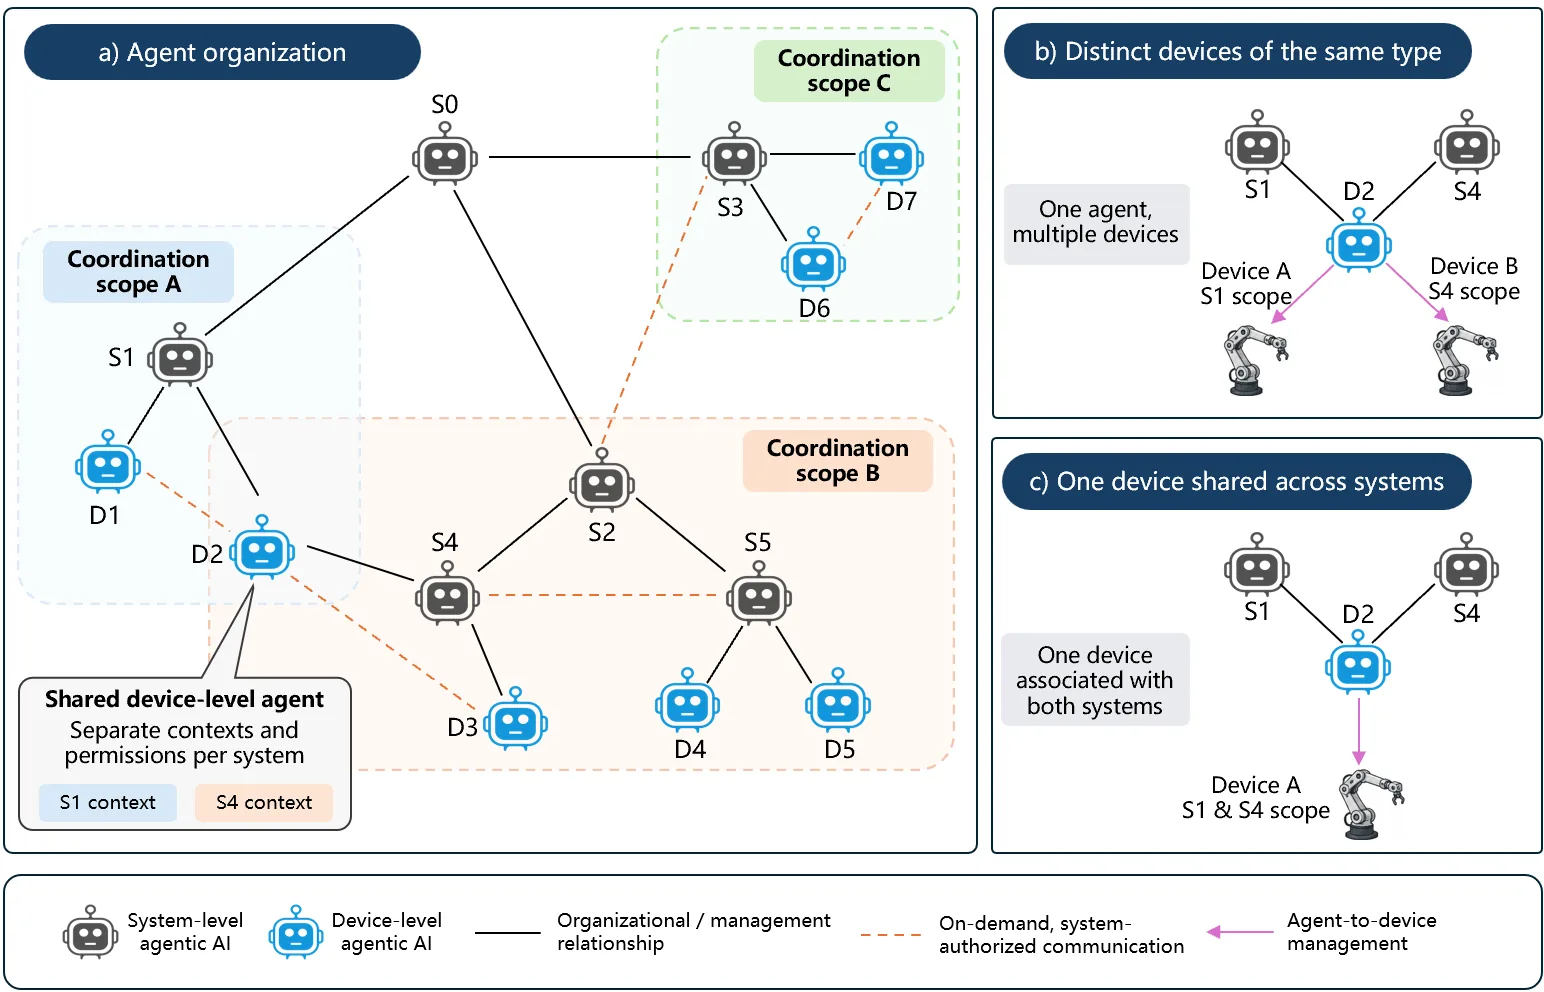 a) Agent organization
S0
Coordination
scope C
S3
D7
D6
Coordination
scope A
S1
D1
D2
Coordination
scope B
S2
S4
S5
D3
D4
D5
Shared device-level agent
Separate contexts and
permissions per system
S1 context
S4 context
b) Distinct devices of the same type
S1
S4
D2
One agent,
multiple devices
Device A
S1 scope
Device B
S4 scope
c) One device shared across systems
S1
S4
D2
One device
associated with
both systems
Device A
S1 & S4 scope
System-level
agentic AI
Device-level
agentic AI
Organizational / management
relationship
On-demand, system-
authorized communication
Agent-to-device
management